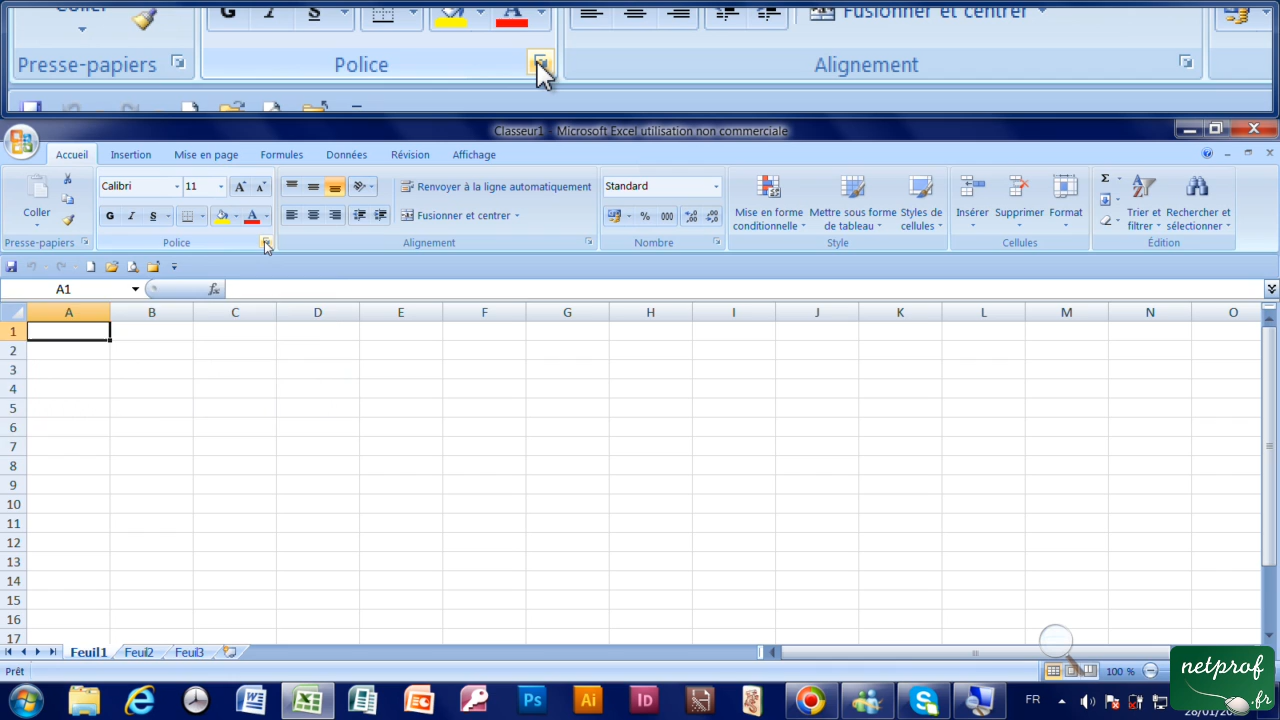 Coller G I S A Fusionner et centrer
Presse-papiers Police Alignement
Classeur1 - Microsoft Excel utilisation non commerciale
Accueil Insertion Mise en page Formules Données Révision Affichage
Calibri 11 Renvoyer à la ligne automatiquement Standard
Coller G I S A Fusionner et centrer % 000
Mise en forme conditionnelle Mettre sous forme de tableau Styles de cellules Insérer Supprimer Format Σ Trier et filtrer Rechercher et sélectionner
Presse-papiers Police Alignement Nombre Style Cellules Édition
A1 fx
A B C D E F G H I J K L M N O
1
2
3
4
5
6
7
8
9
10
11
12
13
14
15
16
17
Feuil1 Feuil2 Feuil3
Prêt 100 %
Ps Ai ID FR
netprof.fr